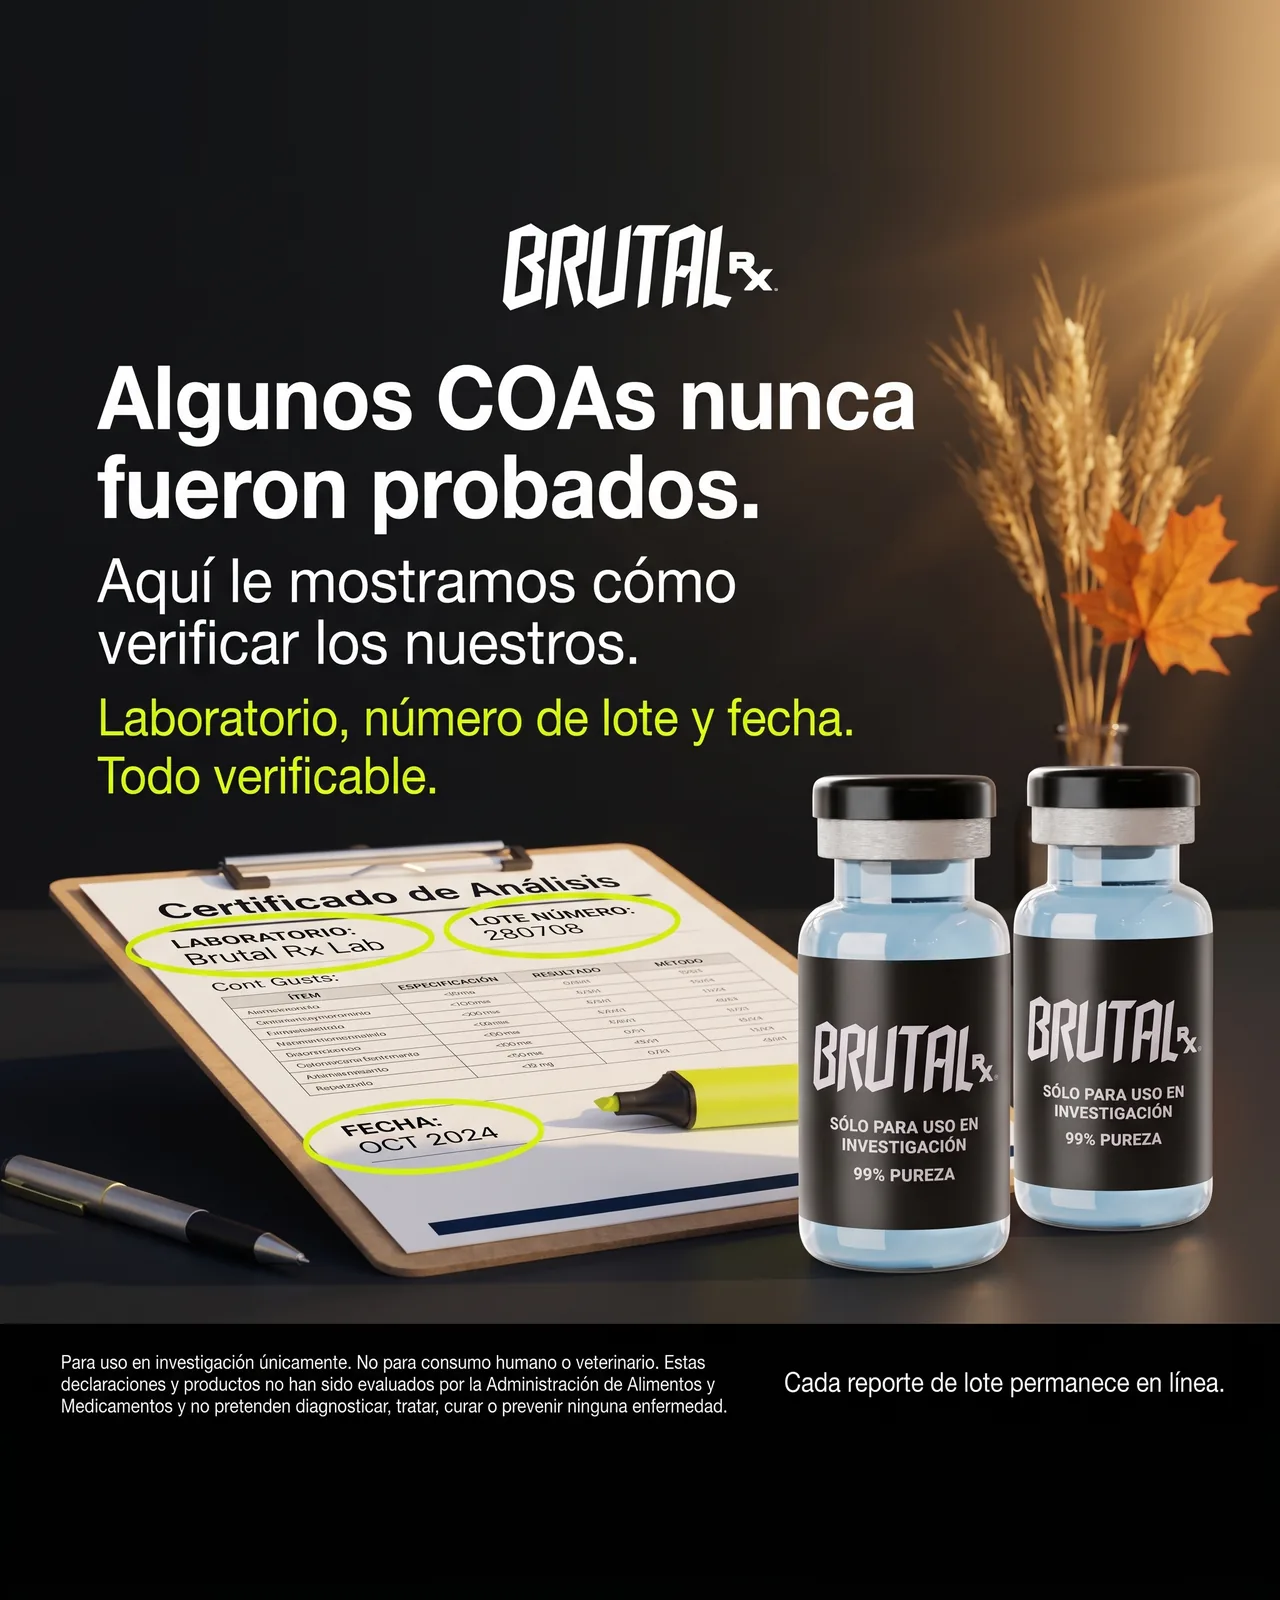 BRUTAL Rx
Algunos COAs nunca
fueron probados.
Aquí le mostramos cómo
verificar los nuestros.
Laboratorio, número de lote y fecha.
Todo verificable.
Certificado de Análisis
LABORATORIO:
Brutal Rx Lab
LOTE NÚMERO:
280708
Cont Gusts:
ÍTEM ESPECIFICACIÓN RESULTADO MÉTODO
FECHA:
OCT 2024
BRUTAL Rx
SÓLO PARA USO EN
INVESTIGACIÓN
99% PUREZA
BRUTAL Rx
SÓLO PARA USO EN
INVESTIGACIÓN
99% PUREZA
Para uso en investigación únicamente. No para consumo humano o veterinario. Estas
declaraciones y productos no han sido evaluados por la Administración de Alimentos y
Medicamentos y no pretenden diagnosticar, tratar, curar o prevenir ninguna enfermedad.
Cada reporte de lote permanece en línea.